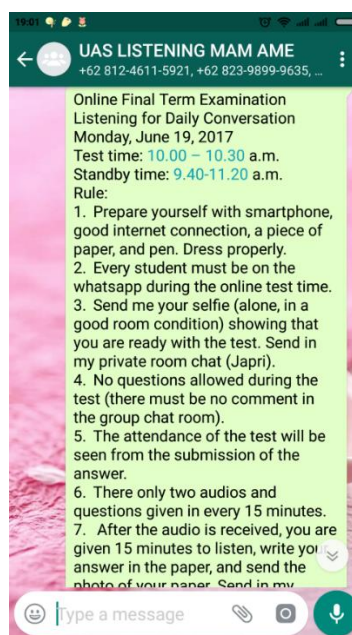 19:01
UAS LISTENING MAM AME
+62 812-4611-5921, +62 823-9899-9635, ...
Online Final Term Examination
Listening for Daily Conversation
Monday, June 19, 2017
Test time: 10.00 – 10.30 a.m.
Standby time: 9.40-11.20 a.m.
Rule:
1. Prepare yourself with smartphone,
good internet connection, a piece of
paper, and pen. Dress properly.
2. Every student must be on the
whatsapp during the online test time.
3. Send me your selfie (alone, in a
good room condition) showing that
you are ready with the test. Send in
my private room chat (Japri).
4. No questions allowed during the
test (there must be no comment in
the group chat room).
5. The attendance of the test will be
seen from the submission of the
answer.
6. There only two audios and
questions given in every 15 minutes.
7. After the audio is received, you are
given 15 minutes to listen, write your
answer in the paper, and send the
photo of your paper. Send in my
Type a message